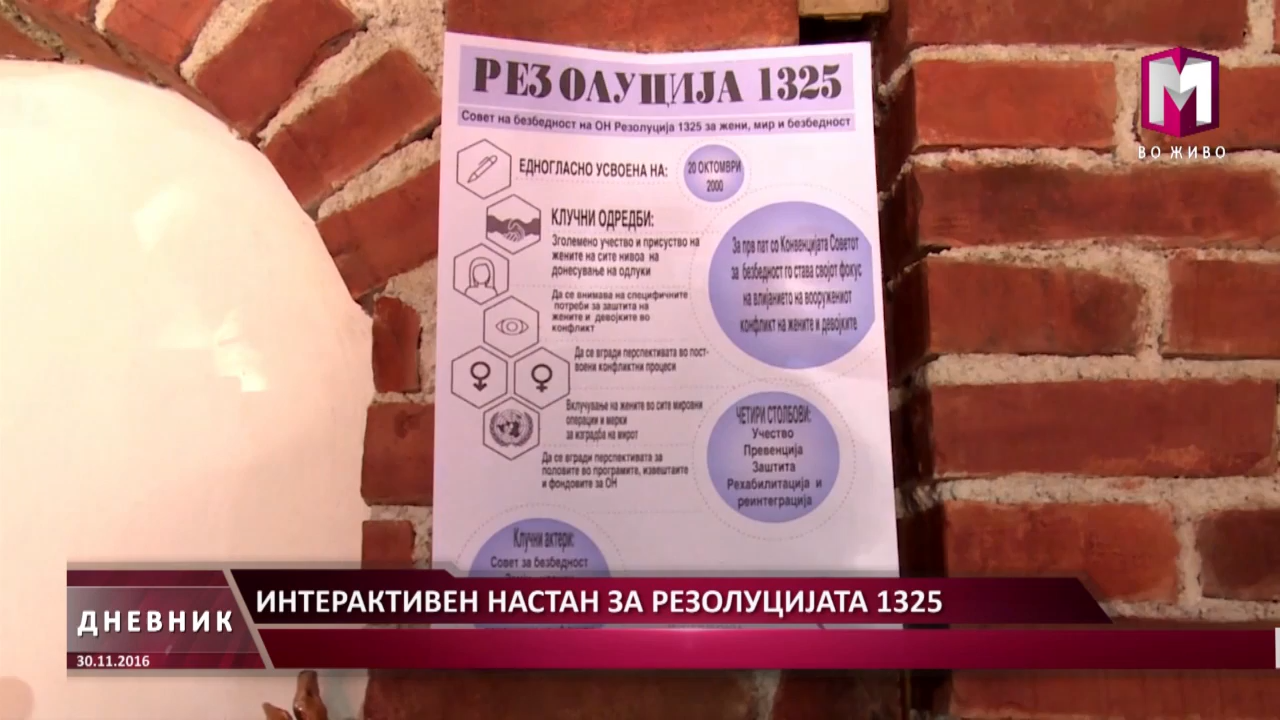 РЕЗОЛУЦИЈА 1325
Совет на безбедност на ОН Резолуција 1325 за жени, мир и безбедност
ЕДНОГЛАСНО УСВОЕНА НА:
20 ОКТОМВРИ
2000
КЛУЧНИ ОДРЕДБИ:
Зголемено учество и присуство на
жените на сите нивоа на
донесување на одлуки
Да се внимава на специфичните
потреби за заштита на
жените и девојките во
конфликт
Да се вгради перспективата во пост-
воени конфликтни процеси
Вклучување на жените во сите мировни
операции и мерки
за изградба на мирот
Да се вгради перспективата за
половите во програмите, извештаите
и фондовите за ОН
За прв пат со Конвенцијата Советот
за безбедност го става својот фокус
на влијанието на вооружениот
конфликт на жените и девојките
ЧЕТИРИ СТОЛБОВИ:
Учество
Превенција
Заштита
Рехабилитација и
реинтеграција
Клучни актери:
Совет за безбедност
М
ВО ЖИВО
ДНЕВНИК
30.11.2016
ИНТЕРАКТИВЕН НАСТАН ЗА РЕЗОЛУЦИЈАТА 1325